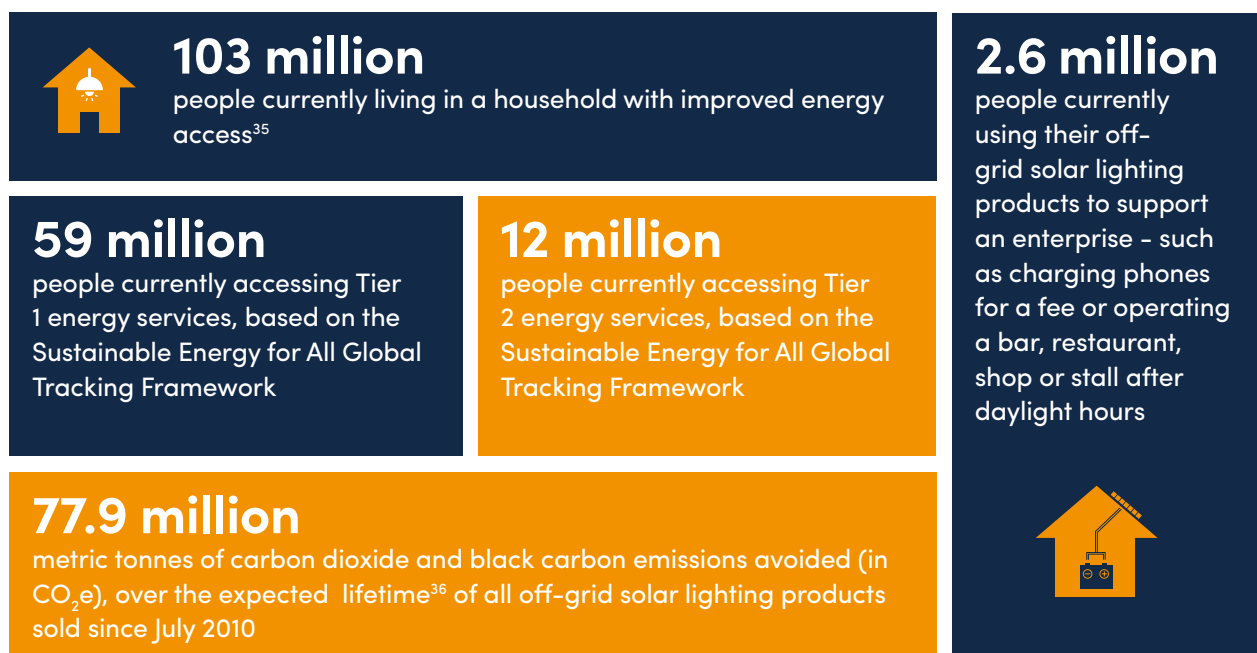 103 million
people currently living in a household with improved energy
access³⁵
59 million
people currently accessing Tier
1 energy services, based on the
Sustainable Energy for All Global
Tracking Framework
12 million
people currently accessing Tier
2 energy services, based on the
Sustainable Energy for All Global
Tracking Framework
77.9 million
metric tonnes of carbon dioxide and black carbon emissions avoided (in
CO₂e), over the expected lifetime³⁶ of all off-grid solar lighting products
sold since July 2010
2.6 million
people currently
using their off-
grid solar lighting
products to support
an enterprise - such
as charging phones
for a fee or operating
a bar, restaurant,
shop or stall after
daylight hours